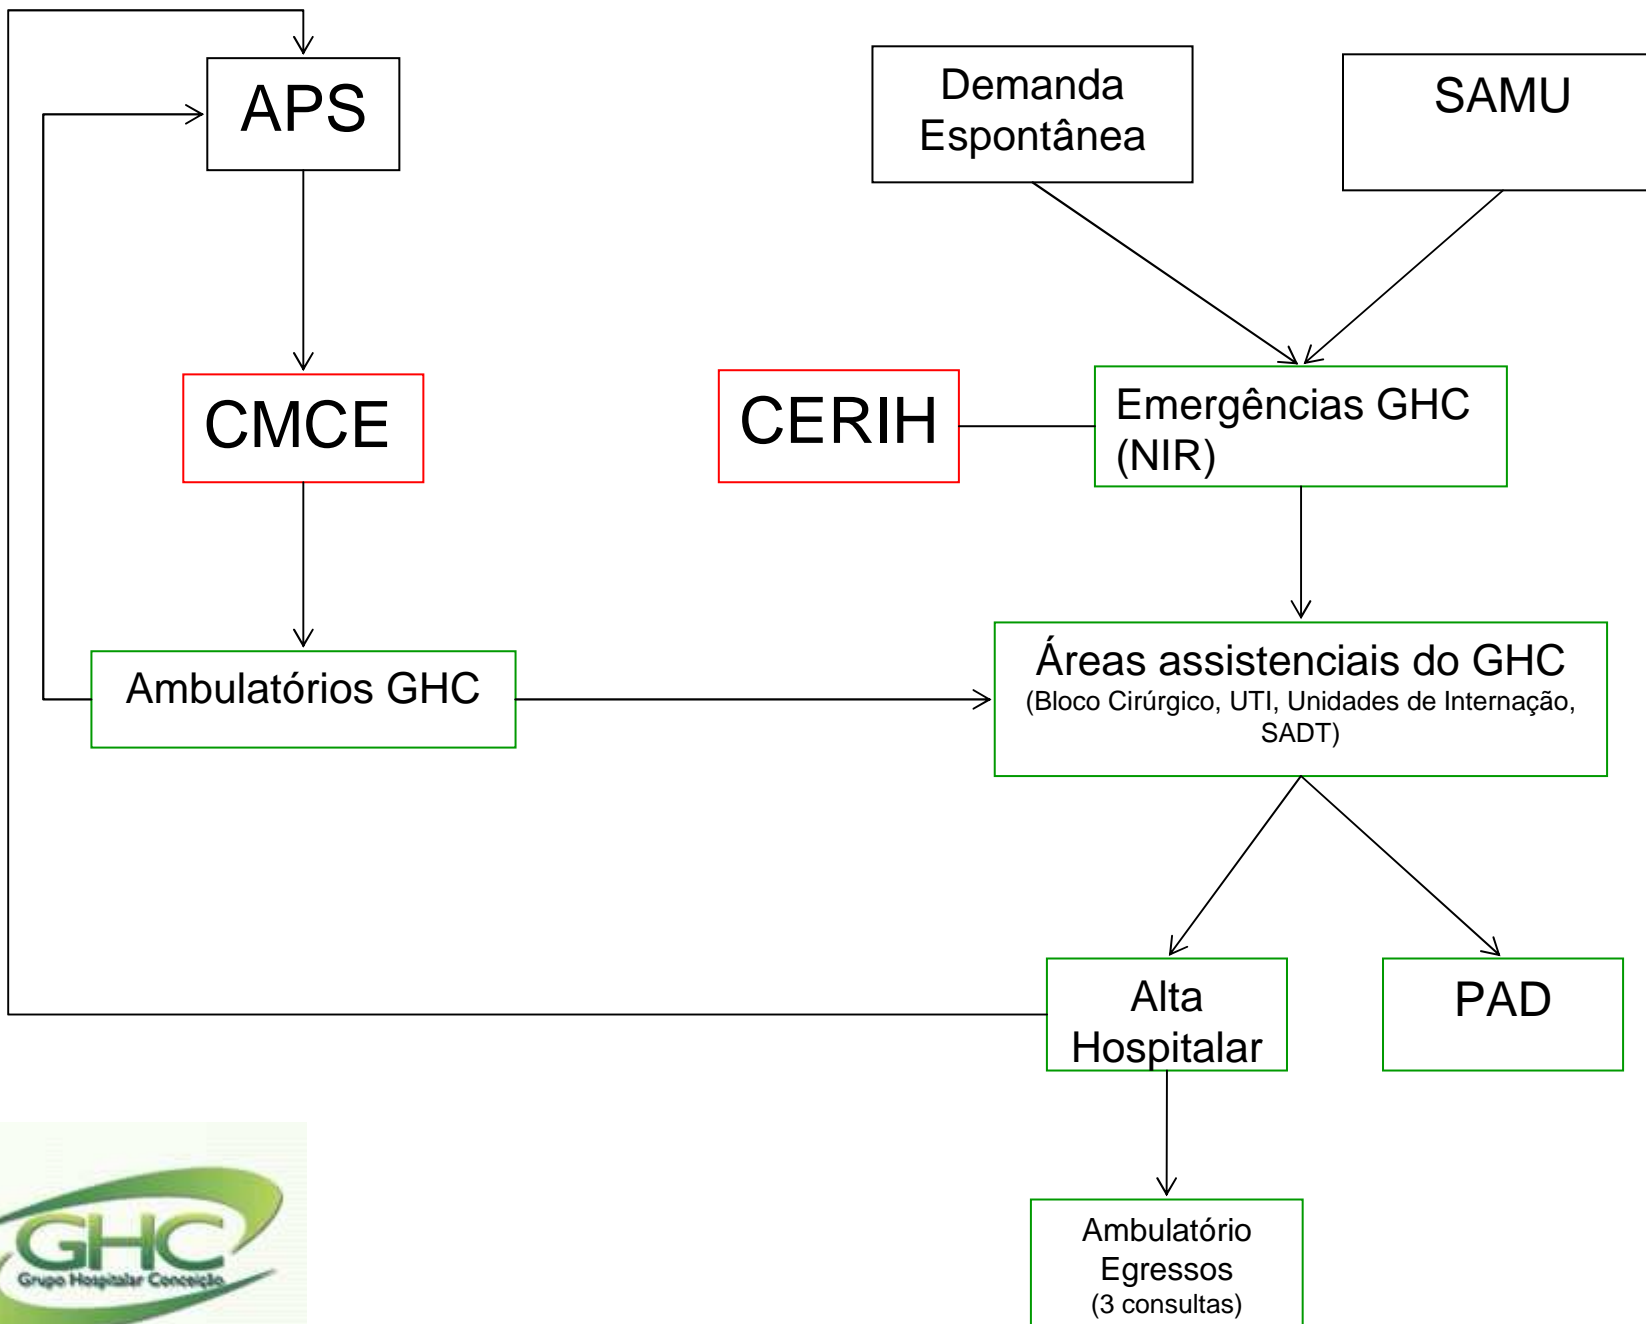 APS
Demanda
Espontânea
SAMU
CMCE
CERIH
Emergências GHC
(NIR)
Ambulatórios GHC
Áreas assistenciais do GHC
(Bloco Cirúrgico, UTI, Unidades de Internação,
SADT)
Alta
Hospitalar
PAD
Ambulatório
Egressos
(3 consultas)
GHC
Grupo Hospitalar Conceição